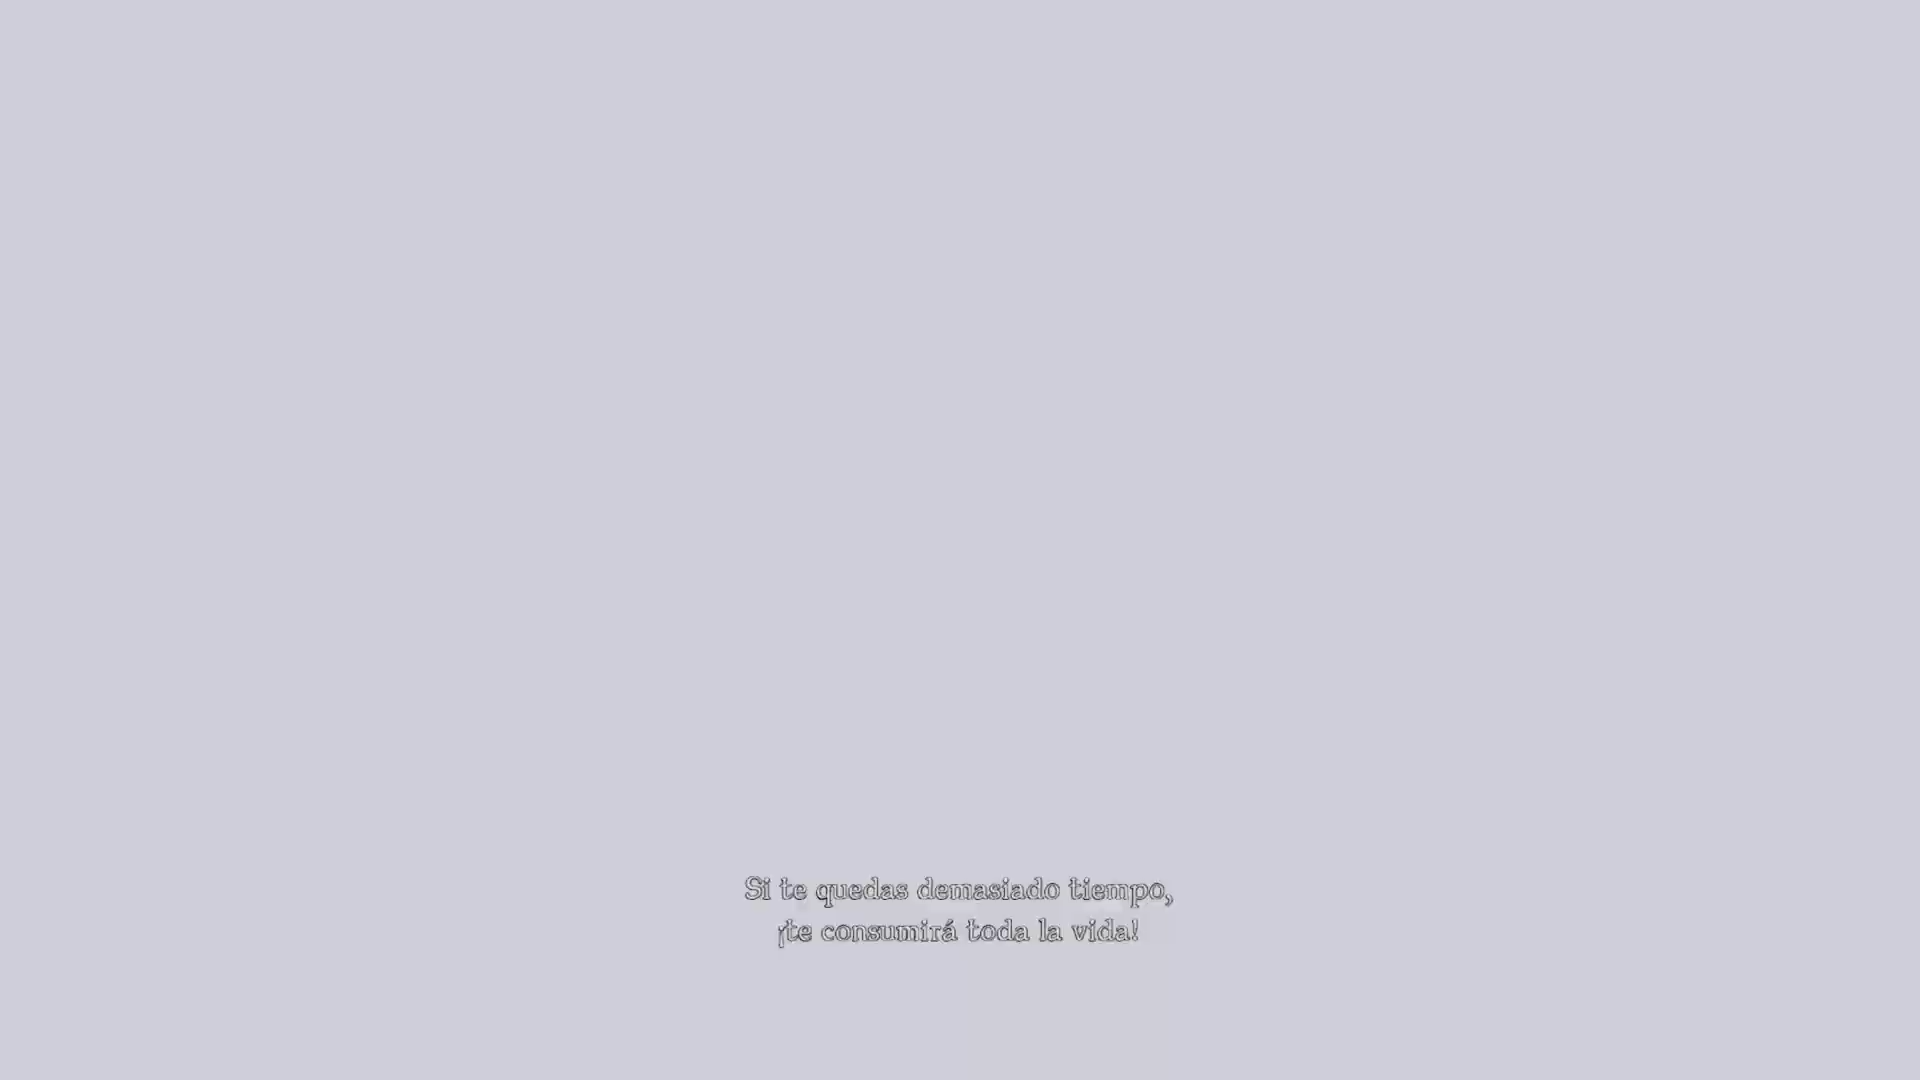 Si te quedas demasiado tiempo,
¡te consumirá toda la vida!